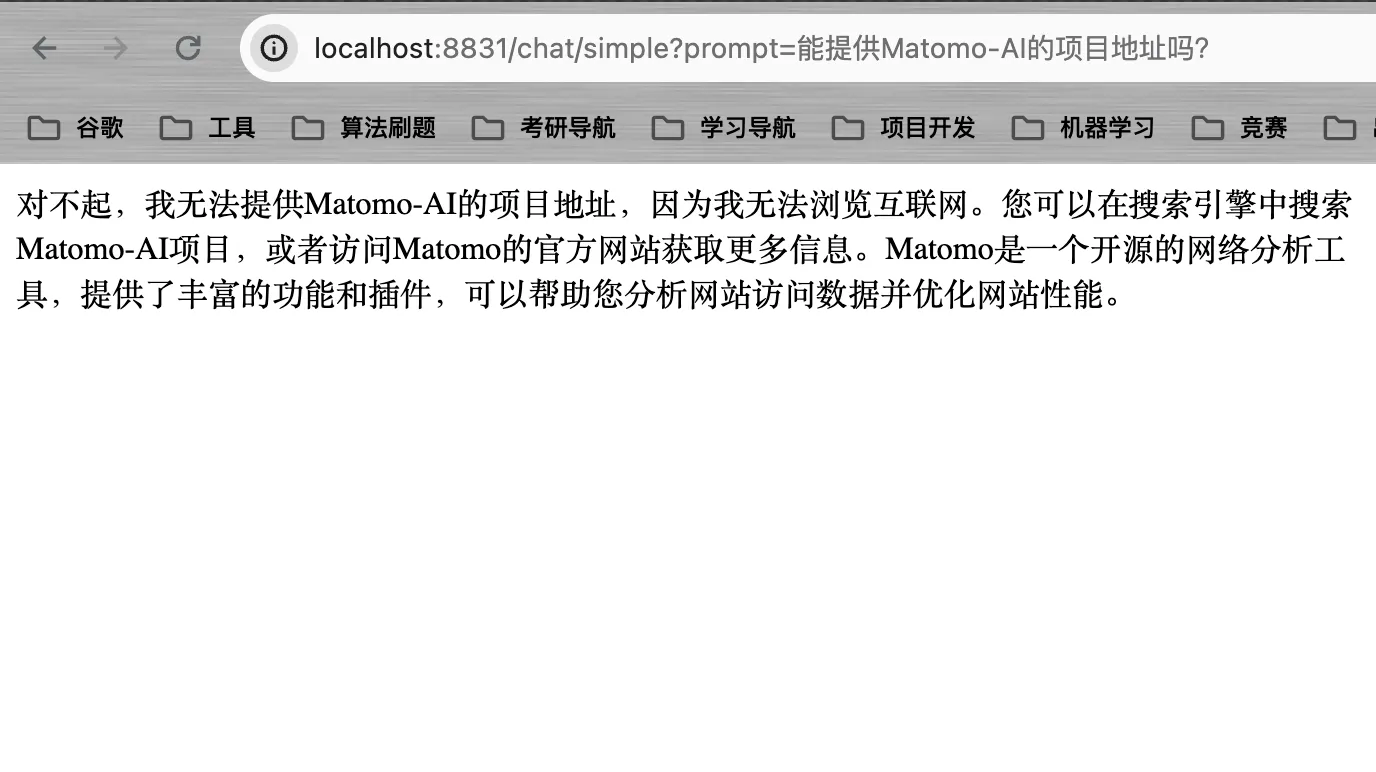 localhost:8831/chat/simple?prompt=能提供Matomo-AI的项目地址吗?
谷歌 工具 算法刷题 考研导航 学习导航 项目开发 机器学习 竞赛
对不起，我无法提供Matomo-AI的项目地址，因为我无法浏览互联网。您可以在搜索引擎中搜索
Matomo-AI项目，或者访问Matomo的官方网站获取更多信息。Matomo是一个开源的网络分析工
具，提供了丰富的功能和插件，可以帮助您分析网站访问数据并优化网站性能。